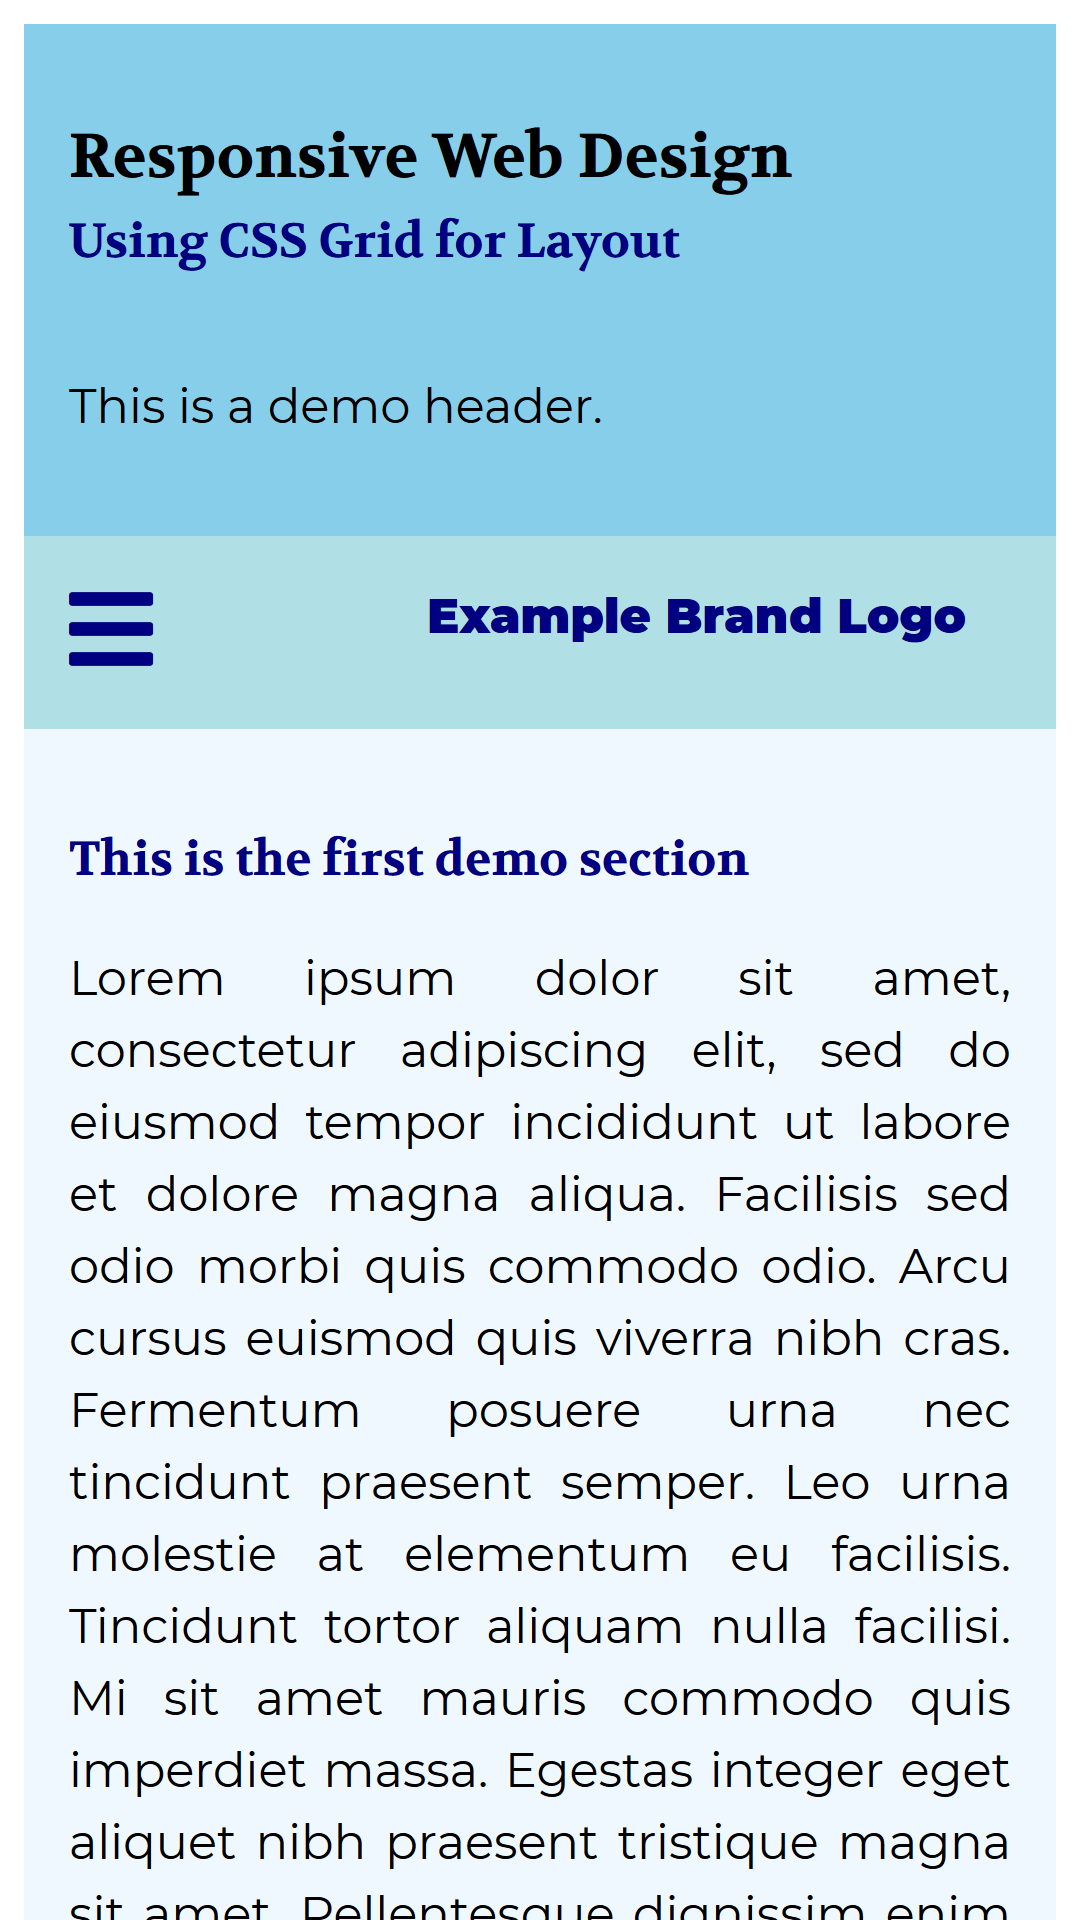 Responsive Web Design
Using CSS Grid for Layout
This is a demo header.
Example Brand Logo
This is the first demo section
Lorem ipsum dolor sit amet,
consectetur adipiscing elit, sed do
eiusmod tempor incididunt ut labore
et dolore magna aliqua. Facilisis sed
odio morbi quis commodo odio. Arcu
cursus euismod quis viverra nibh cras.
Fermentum posuere urna nec
tincidunt praesent semper. Leo urna
molestie at elementum eu facilisis.
Tincidunt tortor aliquam nulla facilisi.
Mi sit amet mauris commodo quis
imperdiet massa. Egestas integer eget
aliquet nibh praesent tristique magna
sit amet. Pellentesque dignissim enim